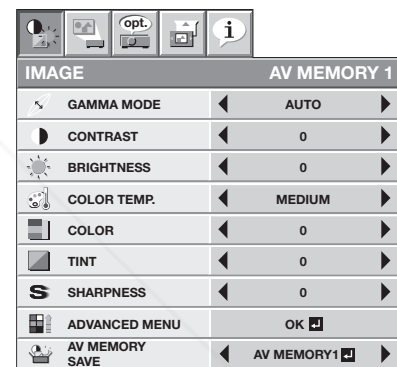 opt.
i
IMAGE AV MEMORY 1
GAMMA MODE AUTO
CONTRAST 0
BRIGHTNESS 0
COLOR TEMP. MEDIUM
COLOR 0
TINT 0
S SHARPNESS 0
ADVANCED MENU OK
AV MEMORY
SAVE AV MEMORY1